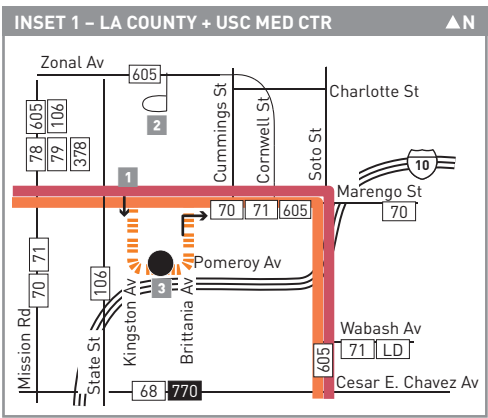 INSET 1 – LA COUNTY + USC MED CTR
▲N
Zonal Av
605
2
Cummings St
Cornwell St
Soto St
Charlotte St
605
106
78
79
378
10
1
Marengo St
70
71
605
70
Pomeroy Av
3
71
70
106
Mission Rd
State St
Kingston Av
Brittania Av
Wabash Av
71
LD
605
68
770
Cesar E. Chavez Av